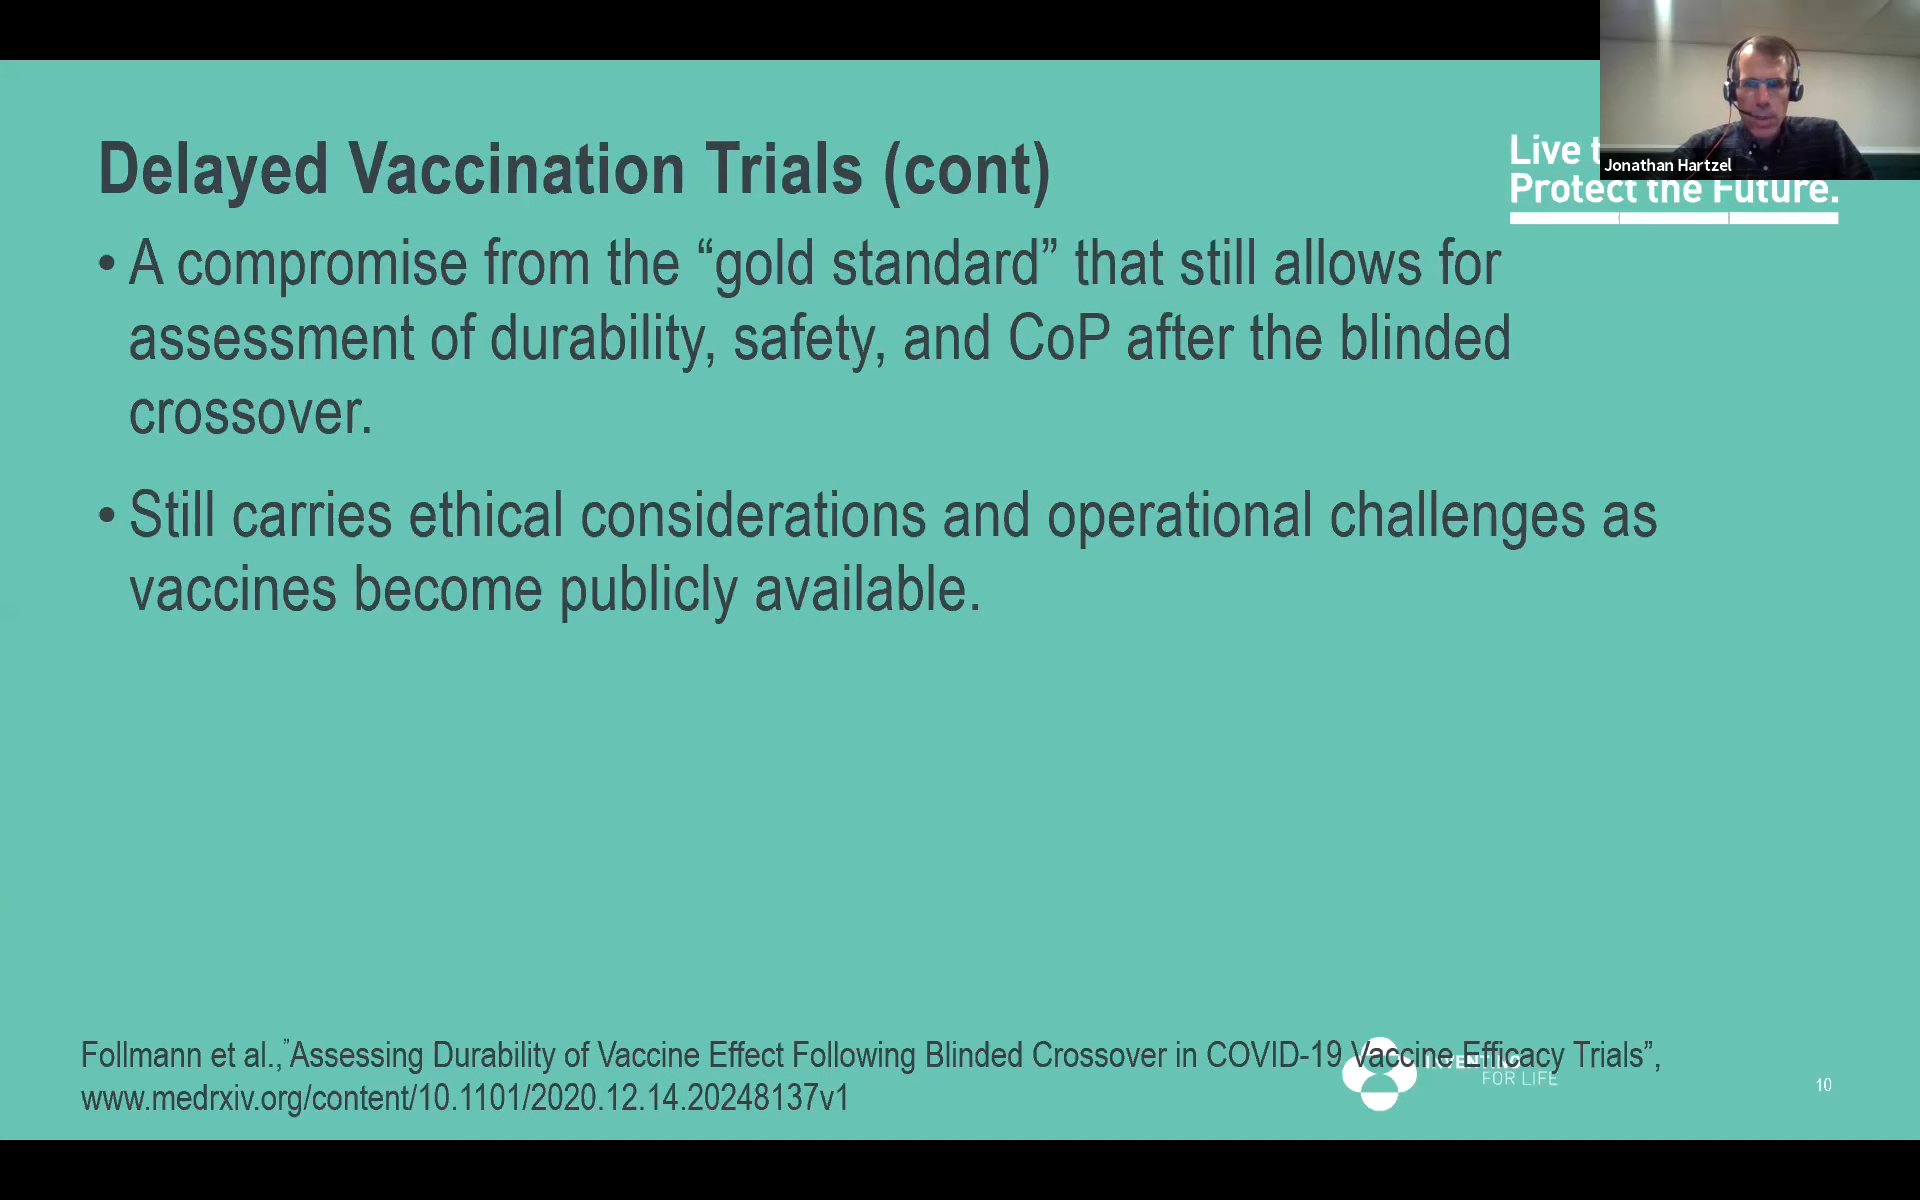 Delayed Vaccination Trials (cont)
• A compromise from the “gold standard” that still allows for
assessment of durability, safety, and CoP after the blinded
crossover.
• Still carries ethical considerations and operational challenges as
vaccines become publicly available.
Live
Protect the Future.
Jonathan Hartzel
Follmann et al.,”Assessing Durability of Vaccine Effect Following Blinded Crossover in COVID-19 Vaccine Efficacy Trials”,
www.medrxiv.org/content/10.1101/2020.12.14.20248137v1
INVENTING
FOR LIFE
10